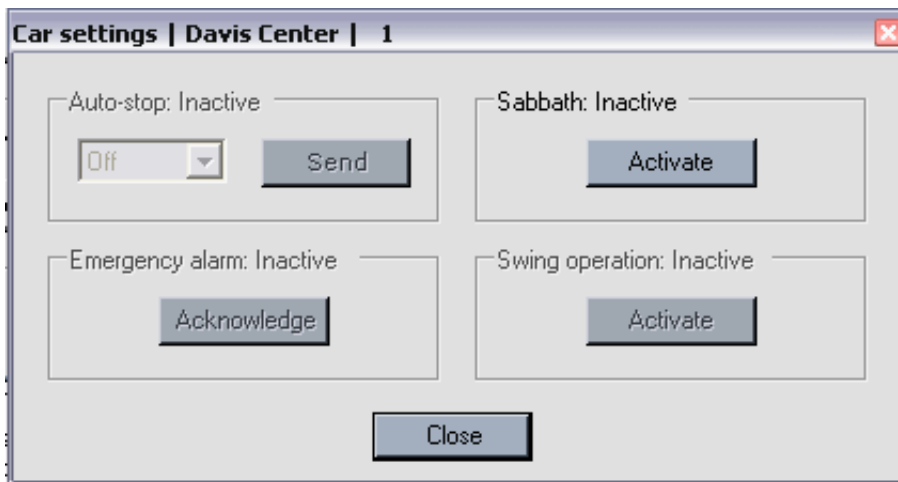 Car settings | Davis Center | 1
Auto-stop: Inactive
Off
Send
Sabbath: Inactive
Activate
Emergency alarm: Inactive
Acknowledge
Swing operation: Inactive
Activate
Close